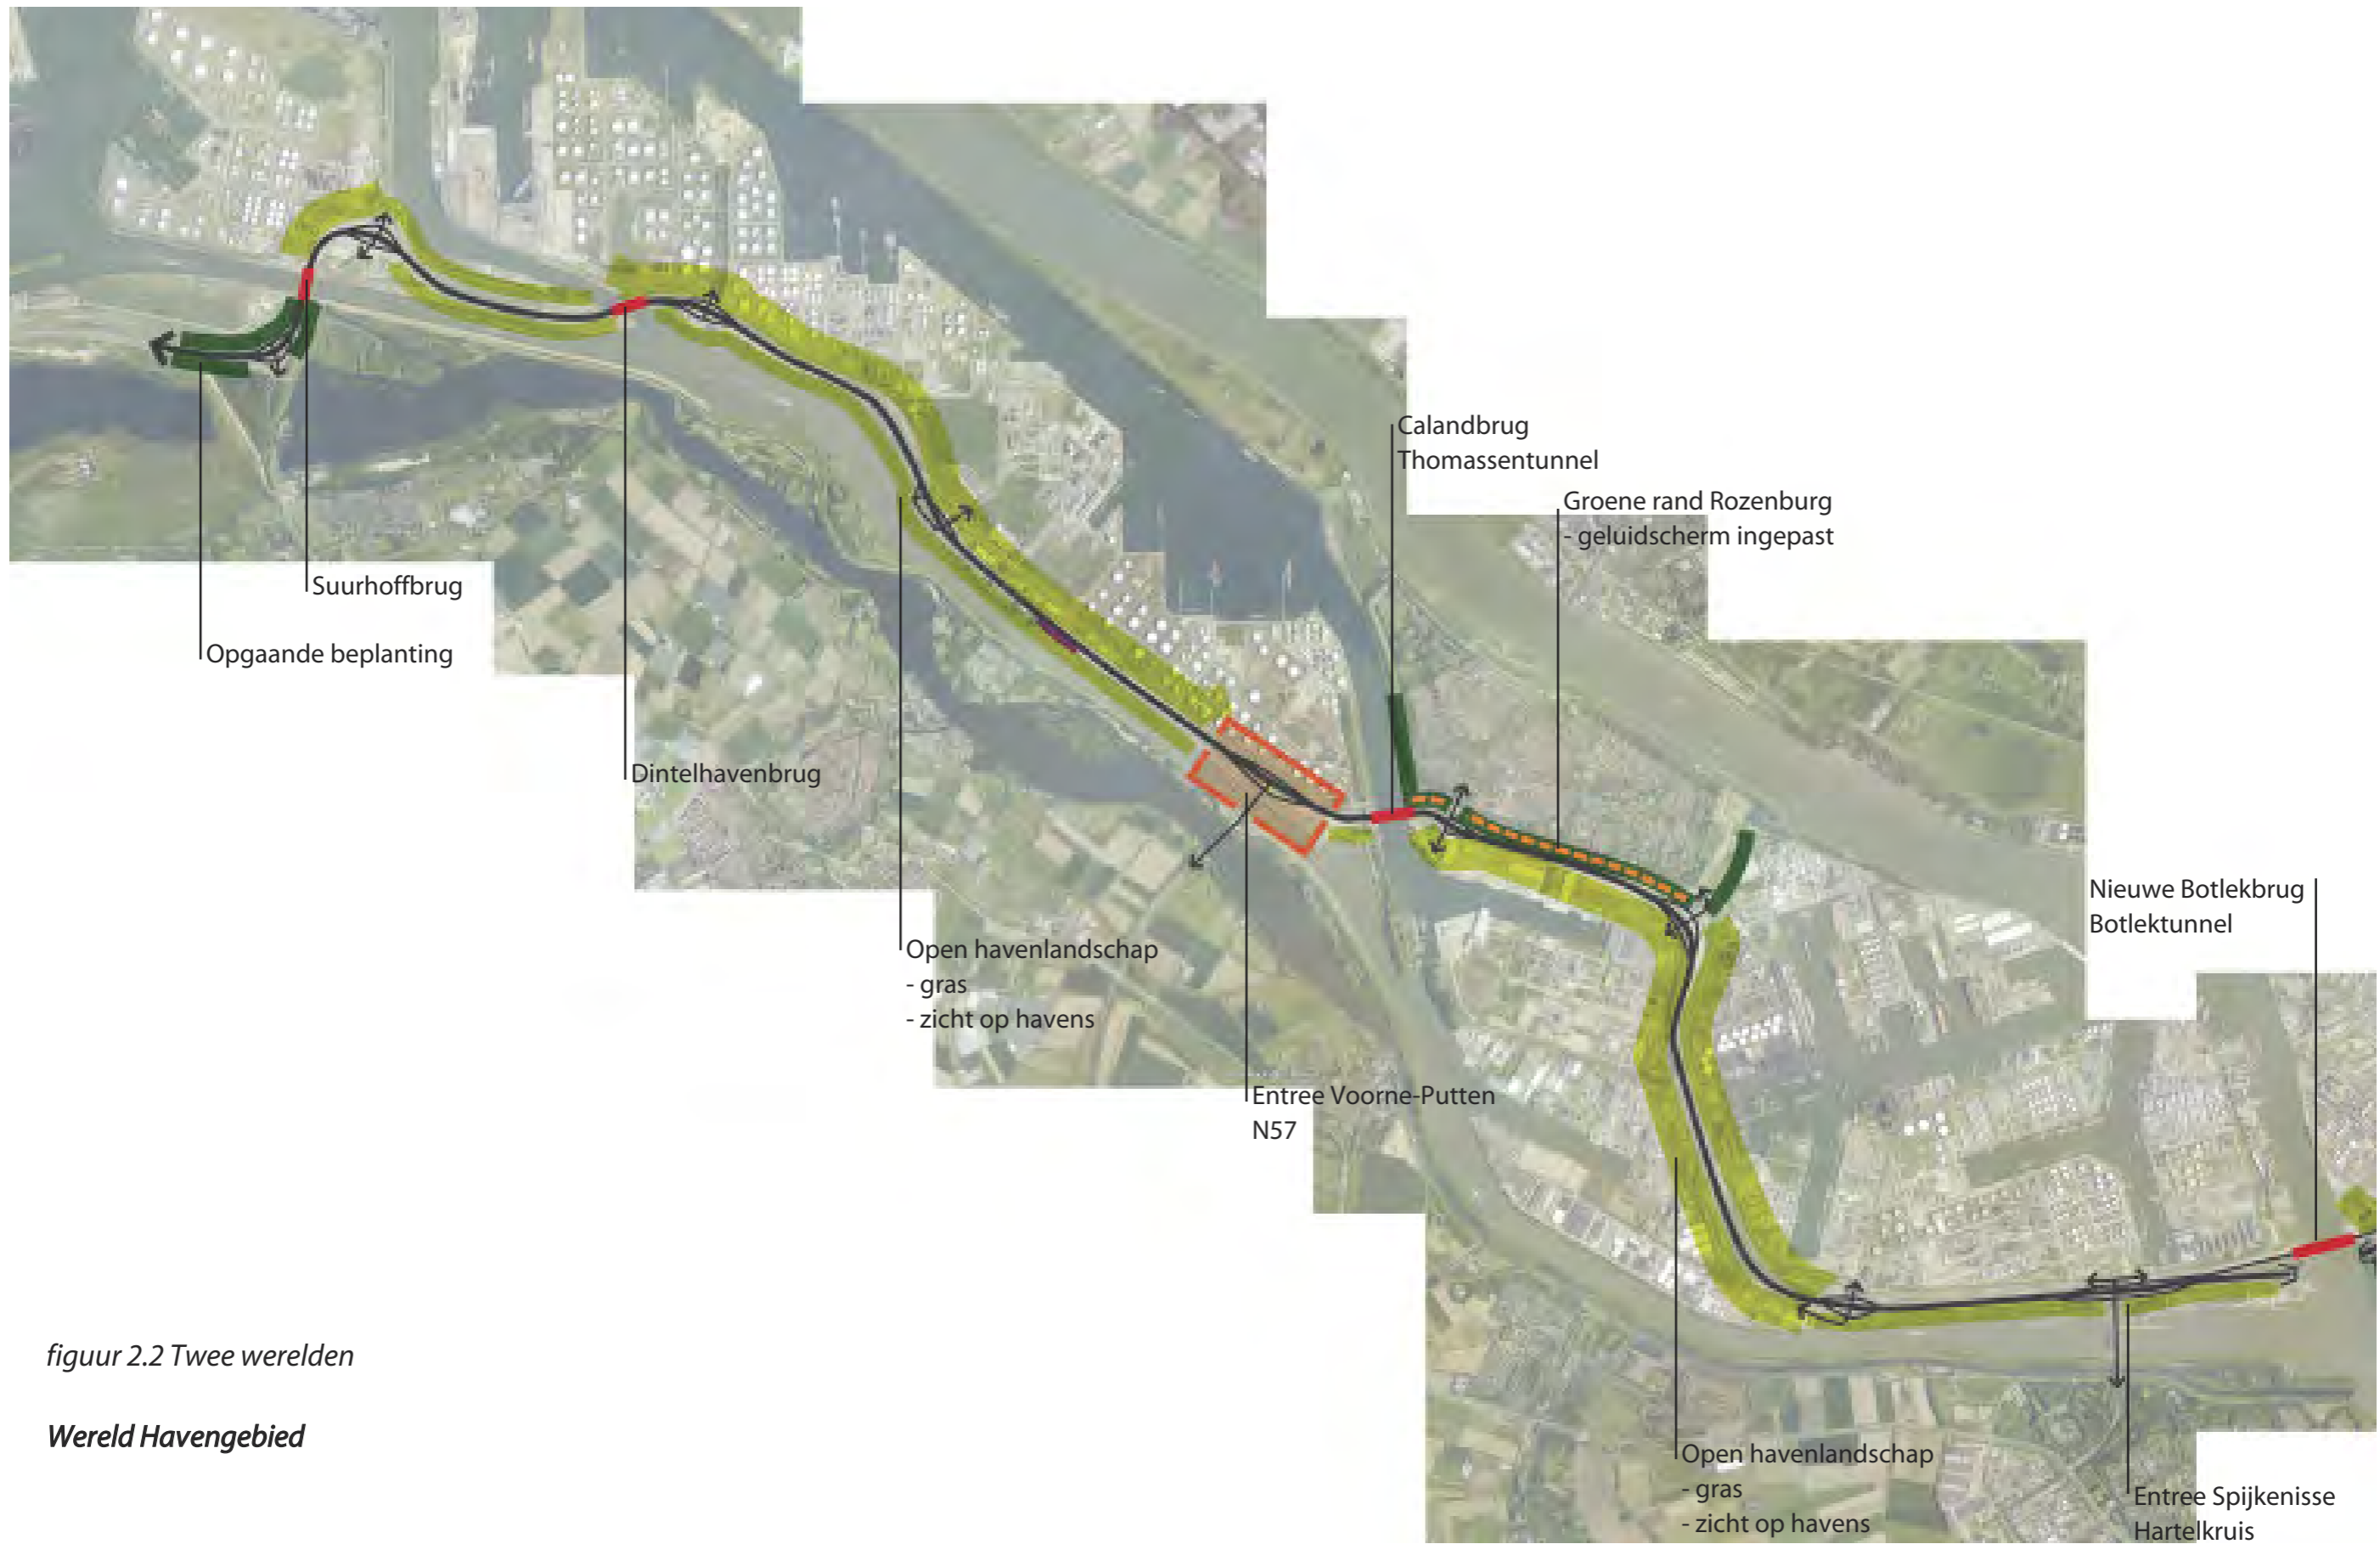 Calandbrug
Thomassentunnel
Groene rand Rozenburg
- geluidscherm ingepast
Suurhoffbrug
Opgaande beplanting
Dintelhavenbrug
Nieuwe Botlekbrug
Botlektunnel
Open havenlandschap
- gras
- zicht op havens
Entree Voorne-Putten
N57
figuur 2.2 Twee werelden
Wereld Havengebied
Open havenlandschap
- gras
- zicht op havens
Entree Spijkenisse
Hartelkruis